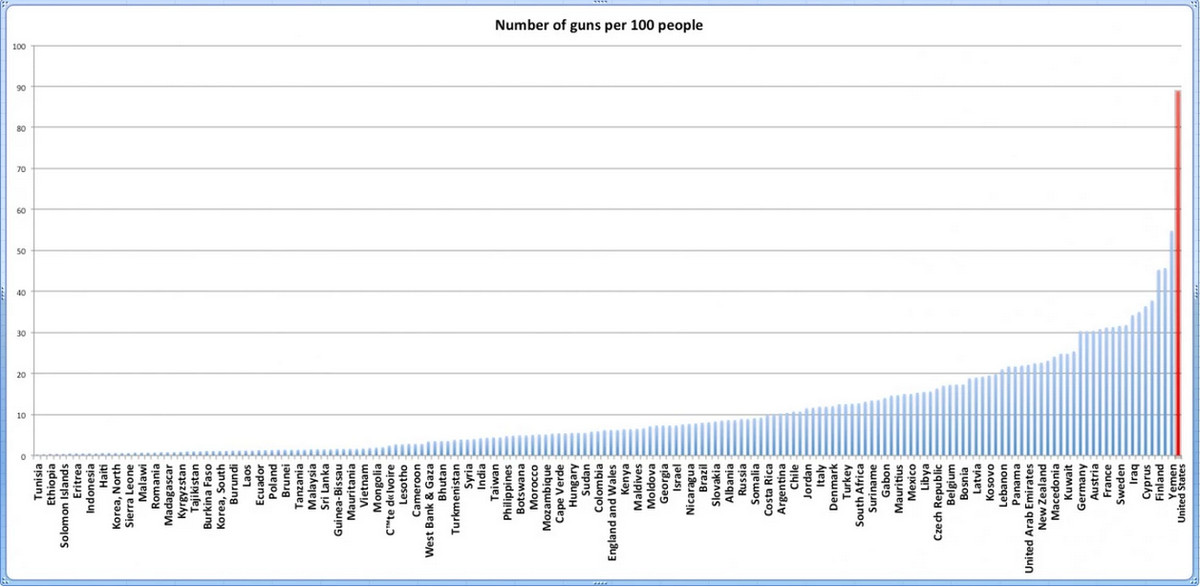 Number of guns per 100 people
100
90
80
70
60
50
40
30
20
10
0
Tunisia
Ethiopia
Solomon Islands
Eritrea
Indonesia
Haiti
Korea, North
Sierra Leone
Malawi
Romania
Madagascar
Kyrgyzstan
Tajikistan
Burkina Faso
Korea, South
Burundi
Laos
Ecuador
Poland
Brunei
Tanzania
Malaysia
Sri Lanka
Guinea-Bissau
Mauritania
Vietnam
Mongolia
C™te dÕIvoire
Lesotho
Cameroon
West Bank & Gaza
Bhutan
Turkmenistan
Syria
India
Taiwan
Philippines
Botswana
Morocco
Mozambique
Cape Verde
Hungary
Sudan
Colombia
England and Wales
Kenya
Maldives
Moldova
Georgia
Israel
Nicaragua
Brazil
Slovakia
Albania
Russia
Somalia
Costa Rica
Argentina
Chile
Jordan
Italy
Denmark
Turkey
South Africa
Suriname
Gabon
Mauritius
Mexico
Libya
Czech Republic
Belgium
Bosnia
Latvia
Kosovo
Lebanon
Panama
United Arab Emirates
New Zealand
Macedonia
Kuwait
Germany
Austria
France
Sweden
Iraq
Cyprus
Finland
Yemen
United States